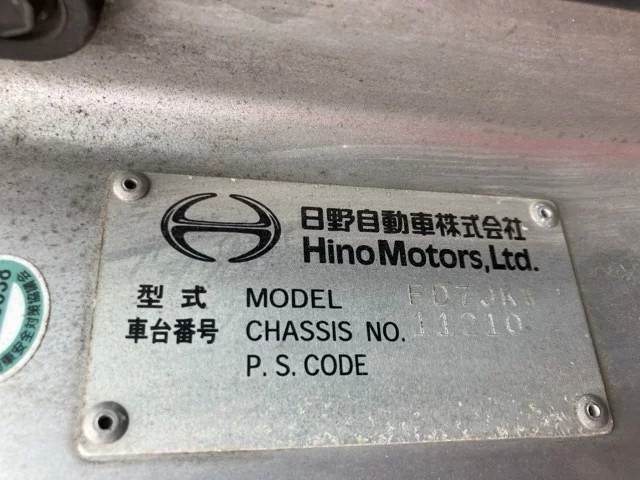 日野自動車株式会社
Hino Motors, Ltd.
型式 MODEL
車台番号 CHASSIS NO. 11210
P. S. CODE